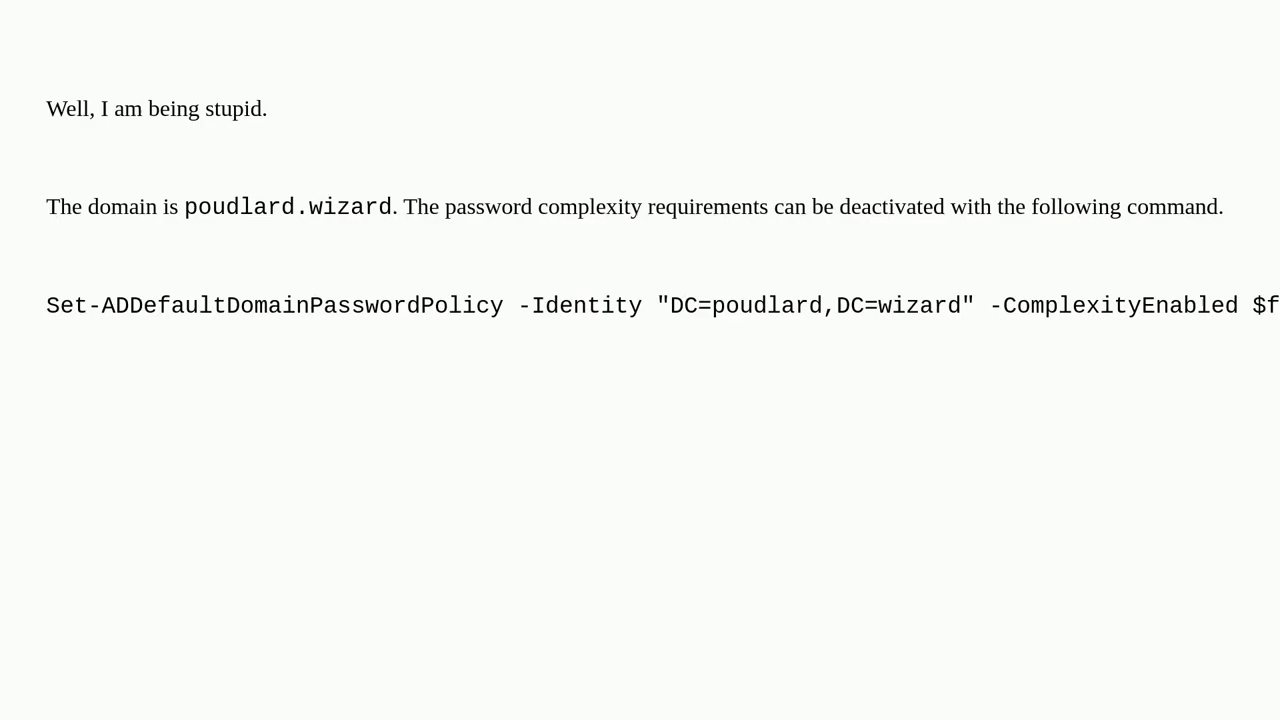 Well, I am being stupid.
The domain is poudlard.wizard. The password complexity requirements can be deactivated with the following command.
Set-ADDefaultDomainPasswordPolicy -Identity "DC=poudlard,DC=wizard" -ComplexityEnabled $f